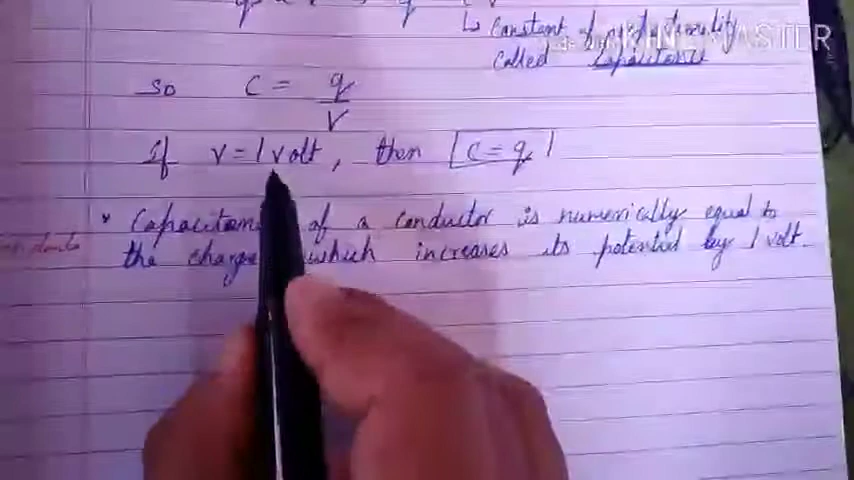 ↳ Constant of proportionality
Called Capacitance
so C = q/V
if V = 1 volt, then C = q
* Capacitance of a conductor is numerically equal to
the charge which increases its potential by 1 volt.